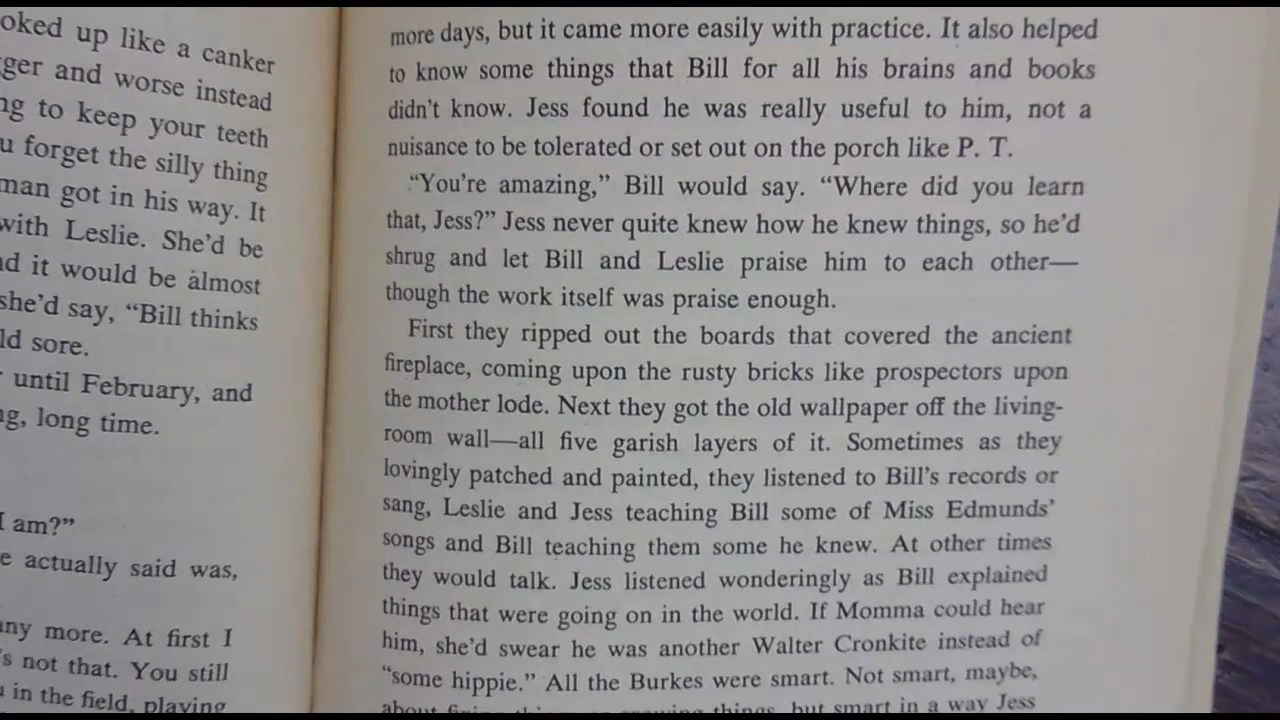 oked up like a canker
ger and worse instead
ng to keep your teeth
u forget the silly thing
man got in his way. It
with Leslie. She'd be
d it would be almost
she'd say, “Bill thinks
ld sore.
until February, and
g, long time.
I am?”
e actually said was,
any more. At first I
's not that. You still
u in the field, playing
more days, but it came more easily with practice. It also helped
to know some things that Bill for all his brains and books
didn't know. Jess found he was really useful to him, not a
nuisance to be tolerated or set out on the porch like P. T.
“You're amazing,” Bill would say. “Where did you learn
that, Jess?” Jess never quite knew how he knew things, so he'd
shrug and let Bill and Leslie praise him to each other—
though the work itself was praise enough.
First they ripped out the boards that covered the ancient
fireplace, coming upon the rusty bricks like prospectors upon
the mother lode. Next they got the old wallpaper off the living-
room wall—all five garish layers of it. Sometimes as they
lovingly patched and painted, they listened to Bill's records or
sang, Leslie and Jess teaching Bill some of Miss Edmunds'
songs and Bill teaching them some he knew. At other times
they would talk. Jess listened wonderingly as Bill explained
things that were going on in the world. If Momma could hear
him, she'd swear he was another Walter Cronkite instead of
“some hippie.” All the Burkes were smart. Not smart, maybe,
about things, but smart in a way Jess